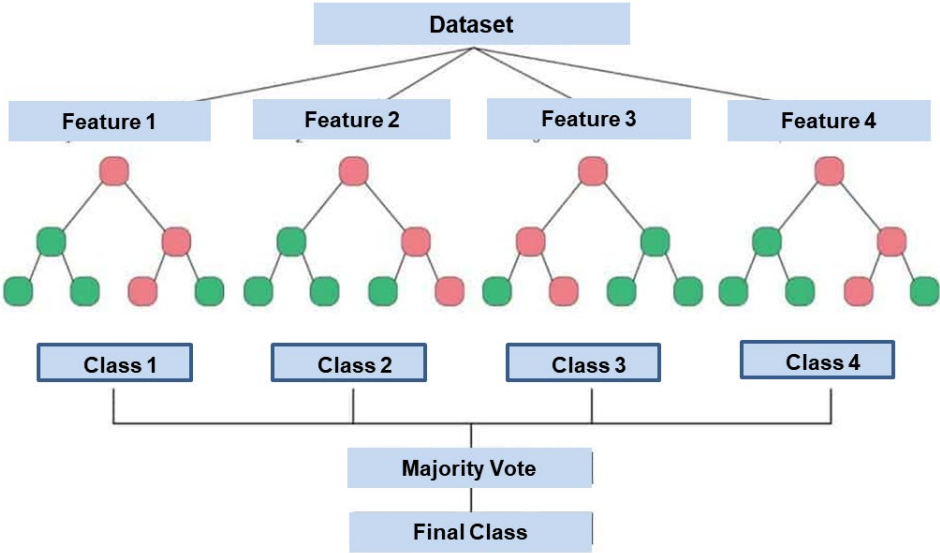 Dataset
Feature 1
Feature 2
Feature 3
Feature 4
Class 1
Class 2
Class 3
Class 4
Majority Vote
Final Class